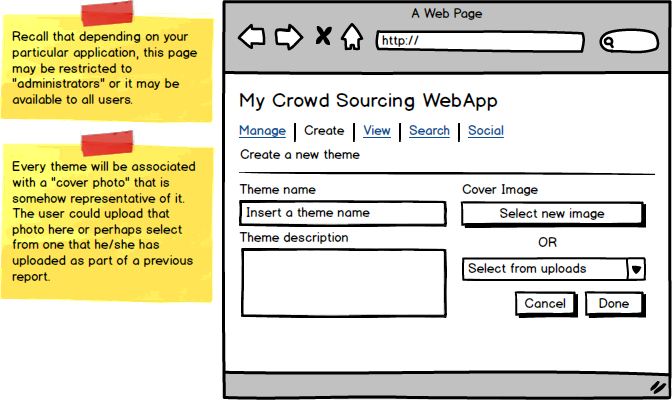 Recall that depending on your
particular application, this page
may be restricted to
"administrators" or it may be
available to all users.
Every theme will be associated
with a "cover photo" that is
somehow representative of it.
The user could upload that
photo here or perhaps select
from one that he/she has
uploaded as part of a previous
report.
A Web Page
http://
My Crowd Sourcing WebApp
Manage Create View Search Social
Create a new theme
Theme name
Insert a theme name
Theme description
Cover Image
Select new image
OR
Select from uploads
Cancel Done